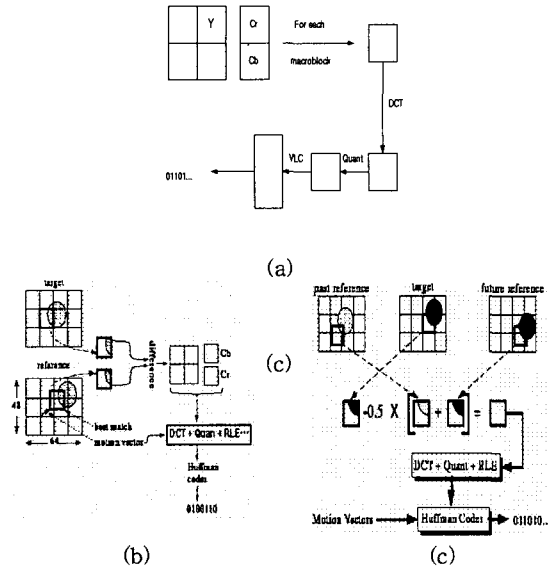 Y
Cr
For each
Cb
macroblock
DCT
VLC
Quant
01101...
(a)
target
reference
48
64
best match
motion vector
difference
Cb
Cr
DCT + Quan + RLE...
Huffman
coder
0100110
(b)
(c)
past reference
target
future reference
-0.5 X [ + ] =
DCT + Quant + RLE
Motion Vectors
Huffman Coder
011010...
(c)